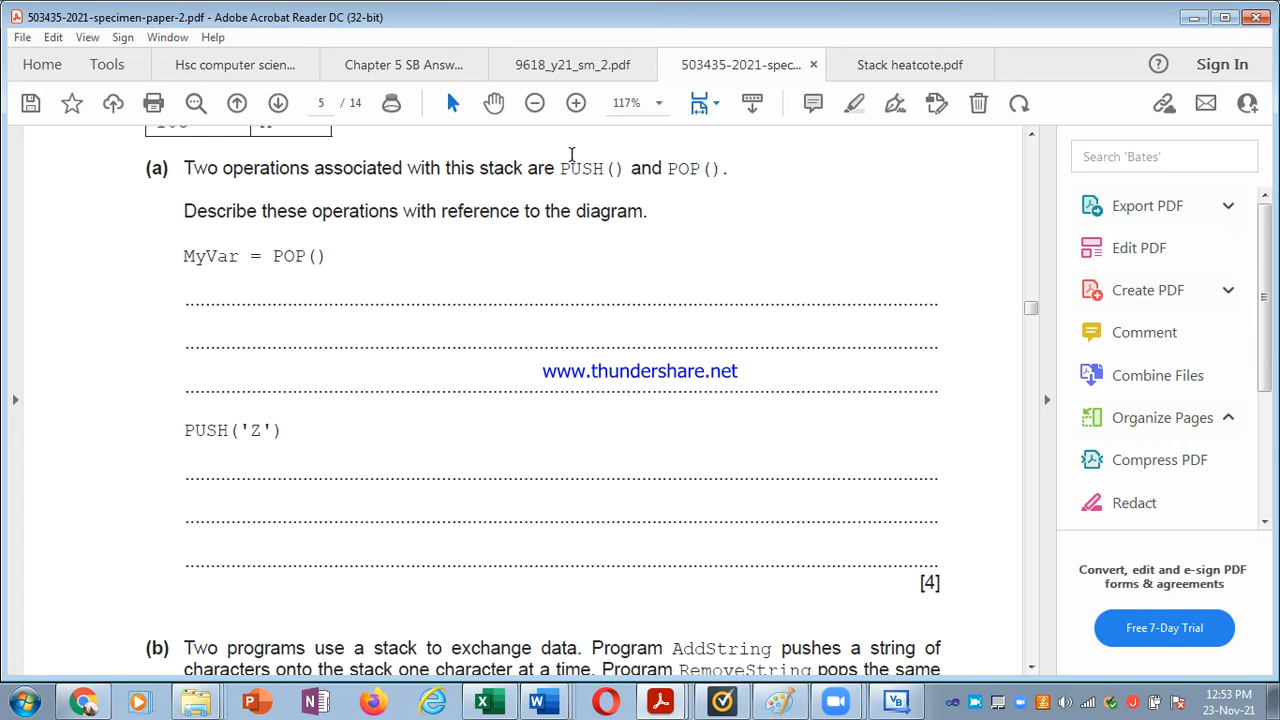 503435-2021-specimen-paper-2.pdf - Adobe Acrobat Reader DC (32-bit)
File Edit View Sign Window Help
Home Tools Hsc computer scien... Chapter 5 SB Answ... 9618_y21_sm_2.pdf 503435-2021-spec... × Stack heatcote.pdf Sign In
5 / 14 117%
(a) Two operations associated with this stack are PUSH() and POP().
Describe these operations with reference to the diagram.
MyVar = POP()
www.thundershare.net
PUSH('Z')
[4]
(b) Two programs use a stack to exchange data. Program AddString pushes a string of
characters onto the stack one character at a time. Program RemoveString pops the same
Search 'Bates'
Export PDF
Edit PDF
Create PDF
Comment
Combine Files
Organize Pages
Compress PDF
Redact
Convert, edit and e-sign PDF
forms & agreements
Free 7-Day Trial
12:53 PM
23-Nov-21